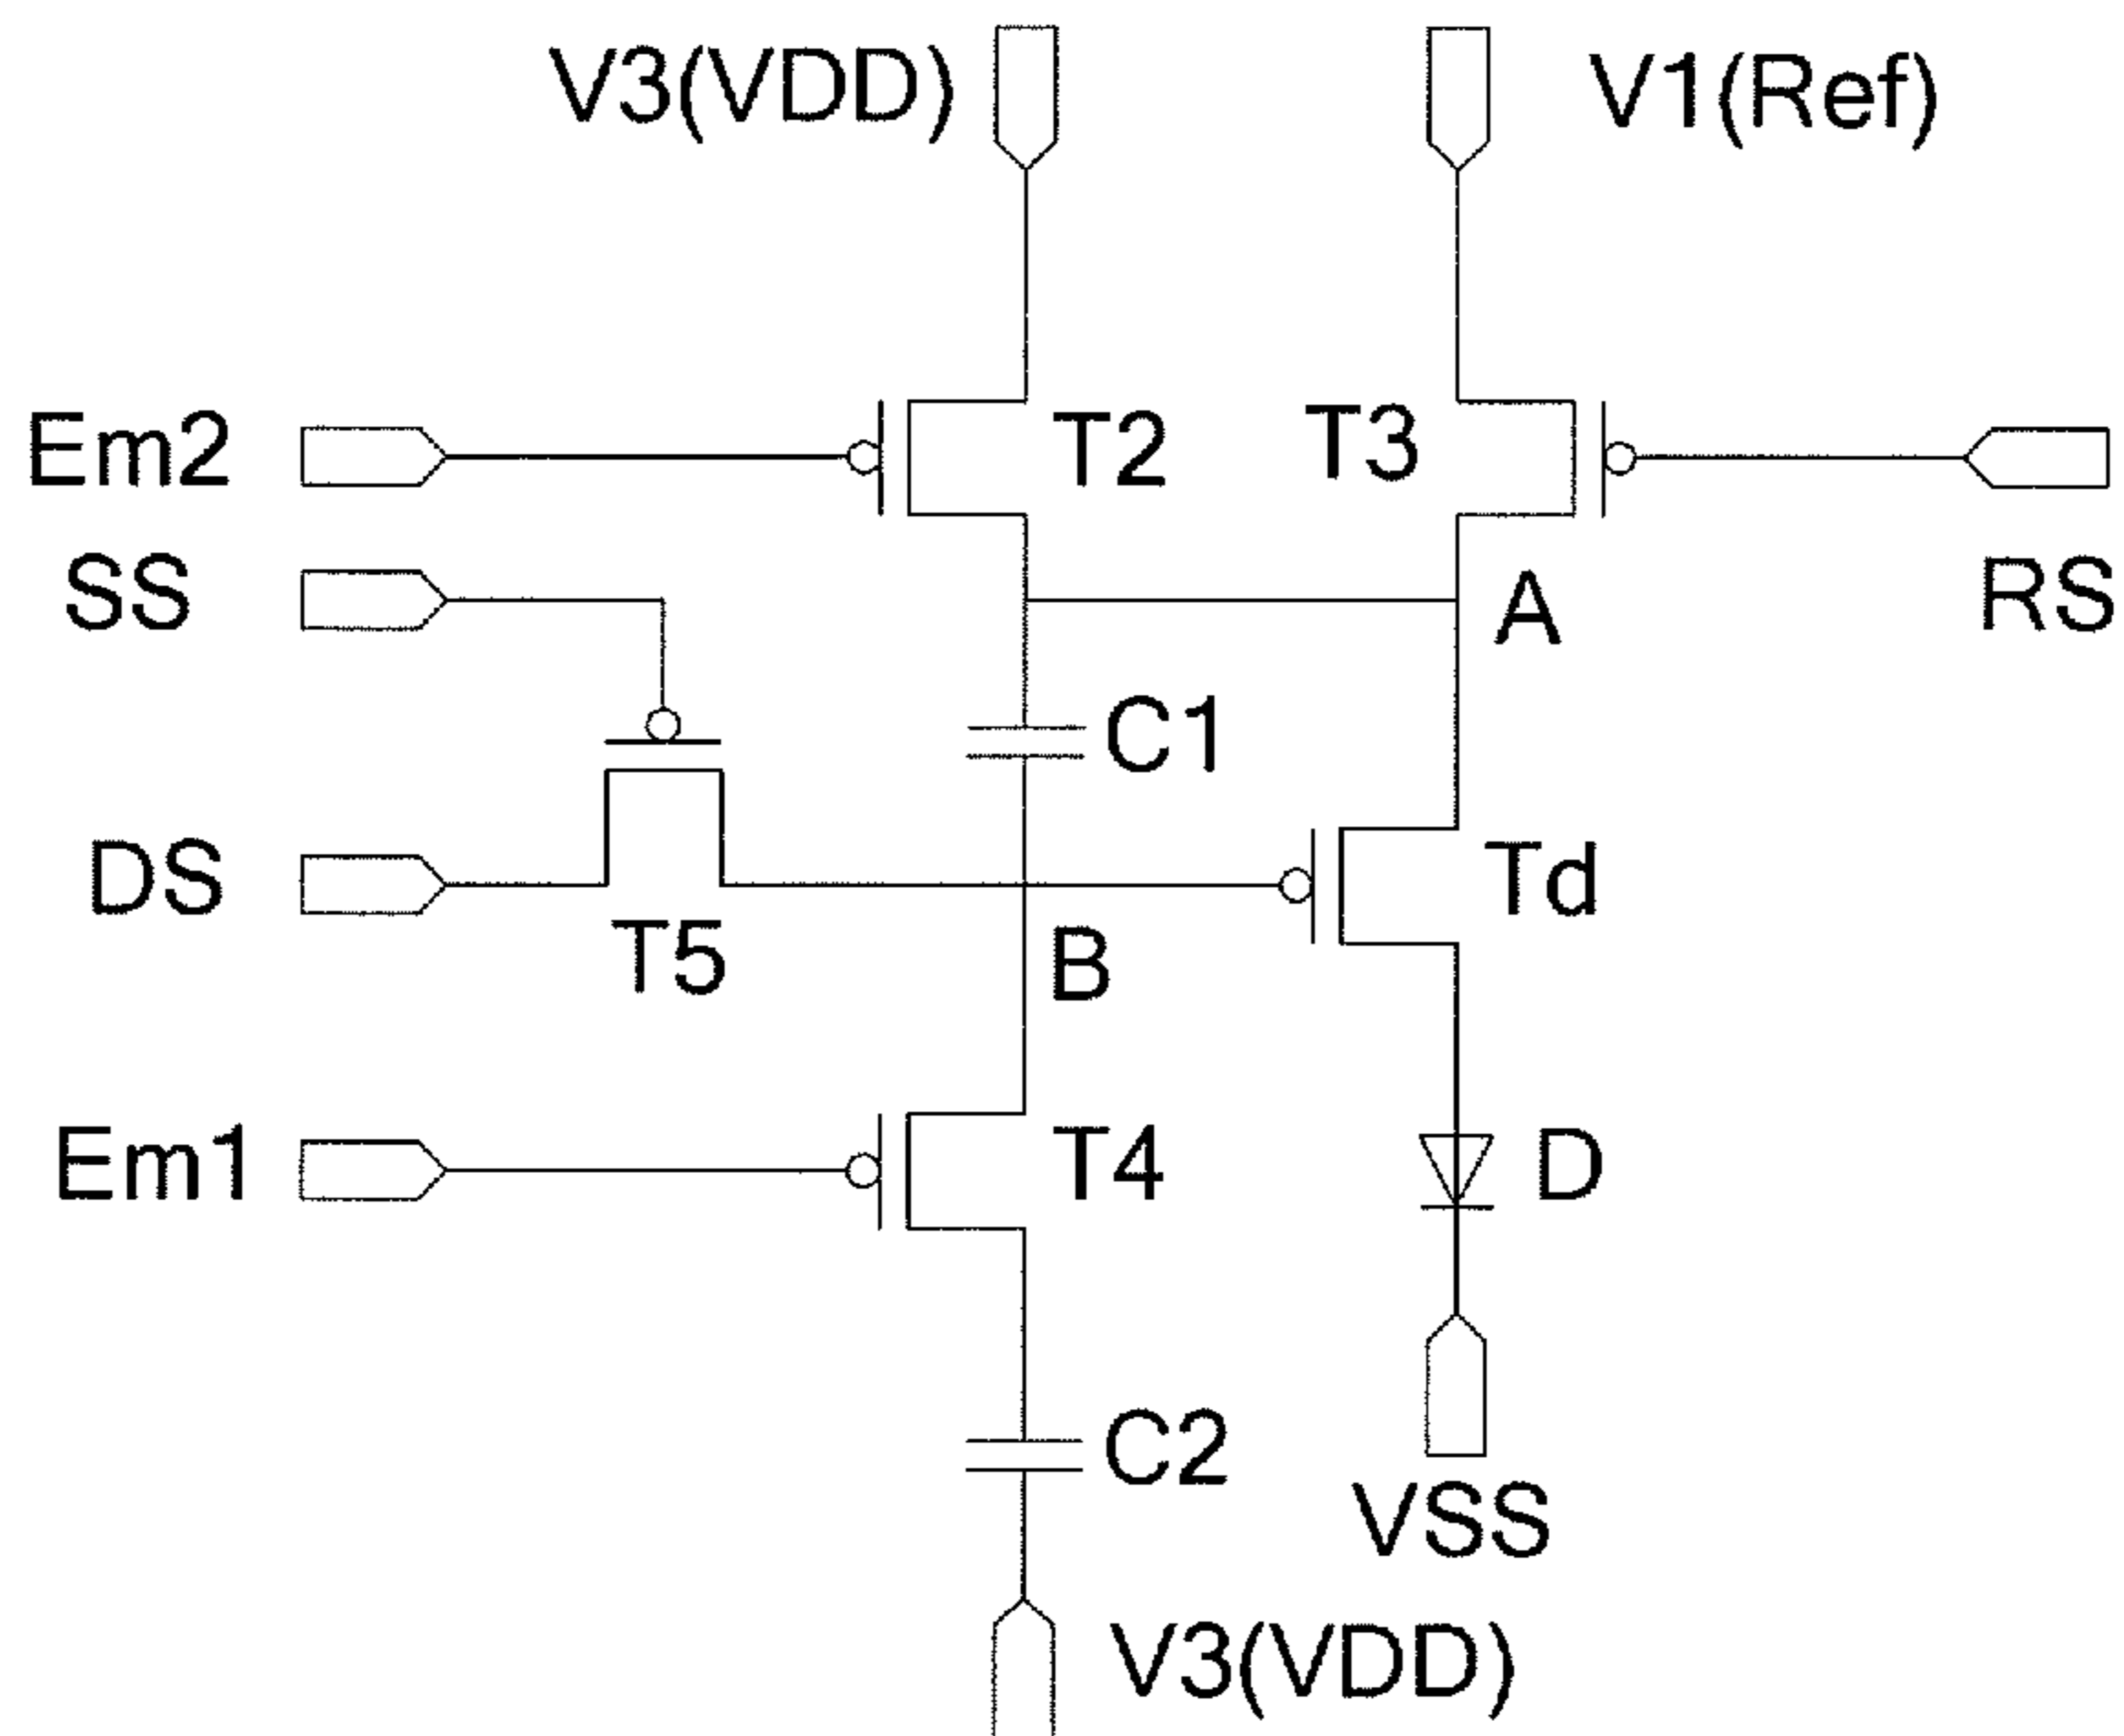 V3(VDD)
V1(Ref)
Em2
T2
T3
SS
A
RS
C1
DS
Td
T5
B
Em1
T4
D
C2
VSS
V3(VDD)